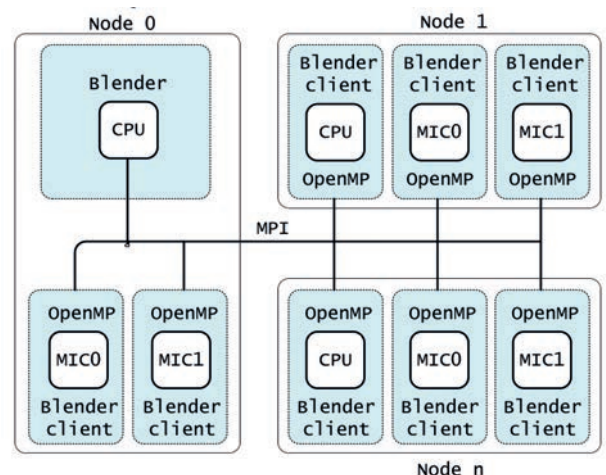 Node 0
Blender
CPU
OpenMP
MIC0
Blender
client
OpenMP
MIC1
Blender
client
MPI
Node 1
Blender
client
CPU
OpenMP
Blender
client
MIC0
OpenMP
Blender
client
MIC1
OpenMP
OpenMP
CPU
Blender
client
OpenMP
MIC0
Blender
client
OpenMP
MIC1
Blender
client
Node n